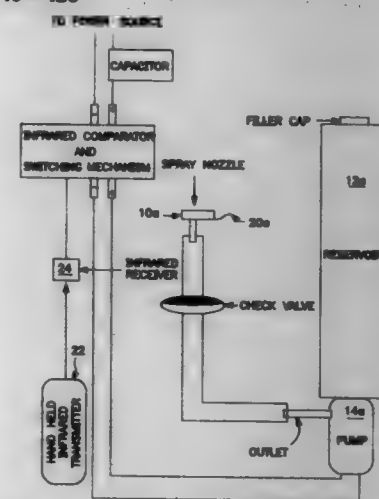 TO POWER SOURCE
CAPACITOR
INFRARED COMPARATOR
AND
SWITCHING MECHANISM
FILLER CAP
SPRAY NOZZLE
12a
10a
20a
RESERVOIR
24
INFRARED
RECEIVER
CHECK VALVE
22
HAND HELD
INFRARED
TRANSMITTER
14a
PUMP
OUTLET